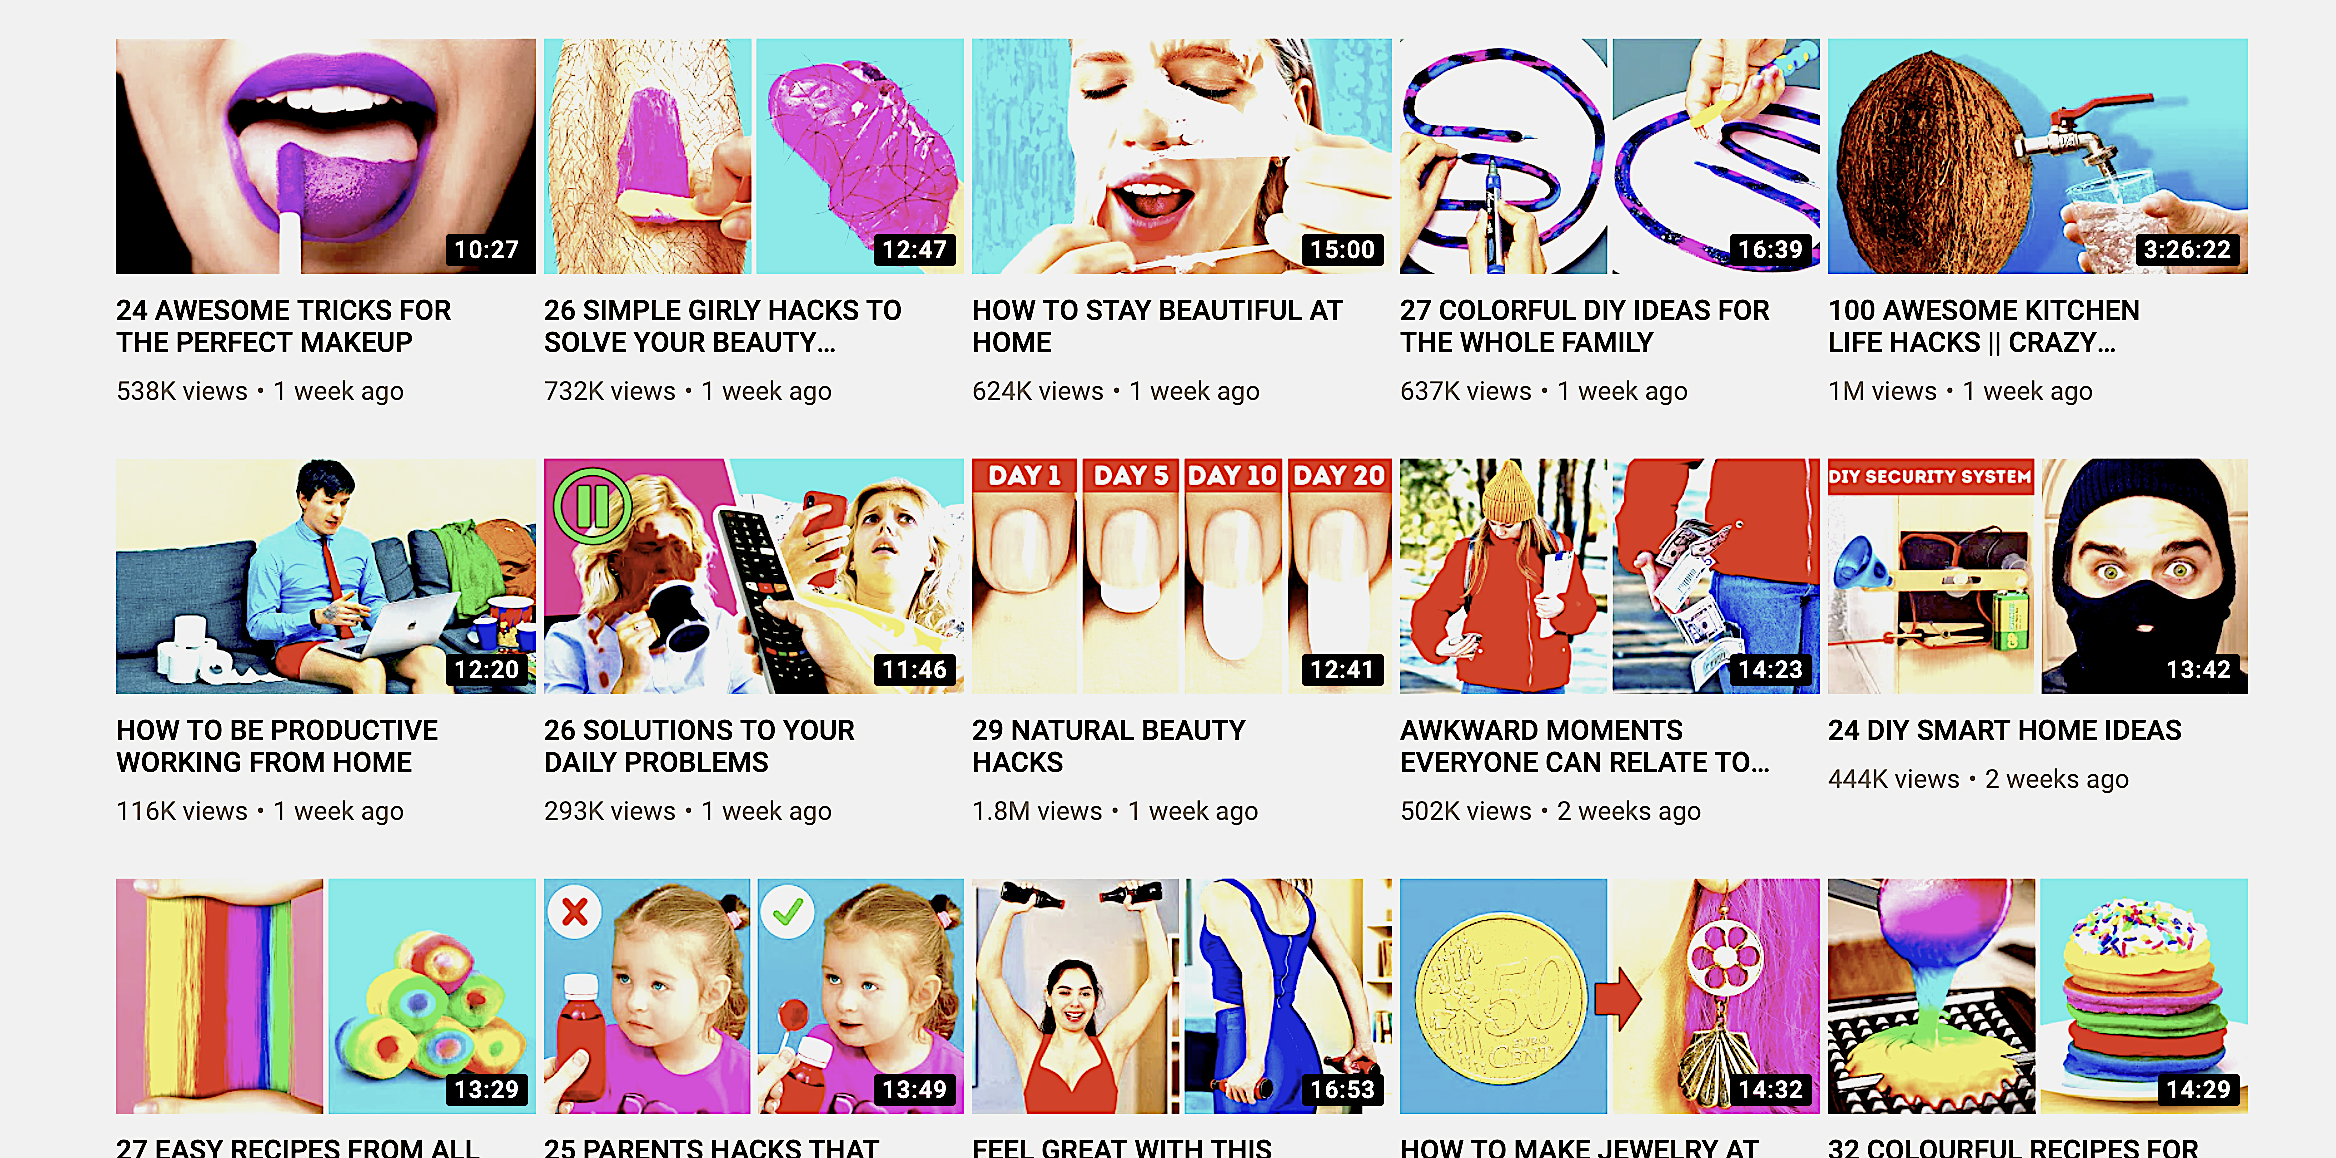 10:27
12:47
15:00
16:39
3:26:22
24 AWESOME TRICKS FOR
THE PERFECT MAKEUP
538K views • 1 week ago
26 SIMPLE GIRLY HACKS TO
SOLVE YOUR BEAUTY...
732K views • 1 week ago
HOW TO STAY BEAUTIFUL AT
HOME
624K views • 1 week ago
27 COLORFUL DIY IDEAS FOR
THE WHOLE FAMILY
637K views • 1 week ago
100 AWESOME KITCHEN
LIFE HACKS || CRAZY...
1M views • 1 week ago
DAY 1
DAY 5
DAY 10
DAY 20
DIY SECURITY SYSTEM
12:20
11:46
12:41
14:23
13:42
HOW TO BE PRODUCTIVE
WORKING FROM HOME
116K views • 1 week ago
26 SOLUTIONS TO YOUR
DAILY PROBLEMS
293K views • 1 week ago
29 NATURAL BEAUTY
HACKS
1.8M views • 1 week ago
AWKWARD MOMENTS
EVERYONE CAN RELATE TO...
502K views • 2 weeks ago
24 DIY SMART HOME IDEAS
444K views • 2 weeks ago
50
EURO
CENT
13:29
13:49
16:53
14:32
14:29
27 EASY RECIPES FROM ALL
25 PARENTS HACKS THAT
FEEL GREAT WITH THIS
HOW TO MAKE JEWELRY AT
32 COLOURFUL RECIPES FOR